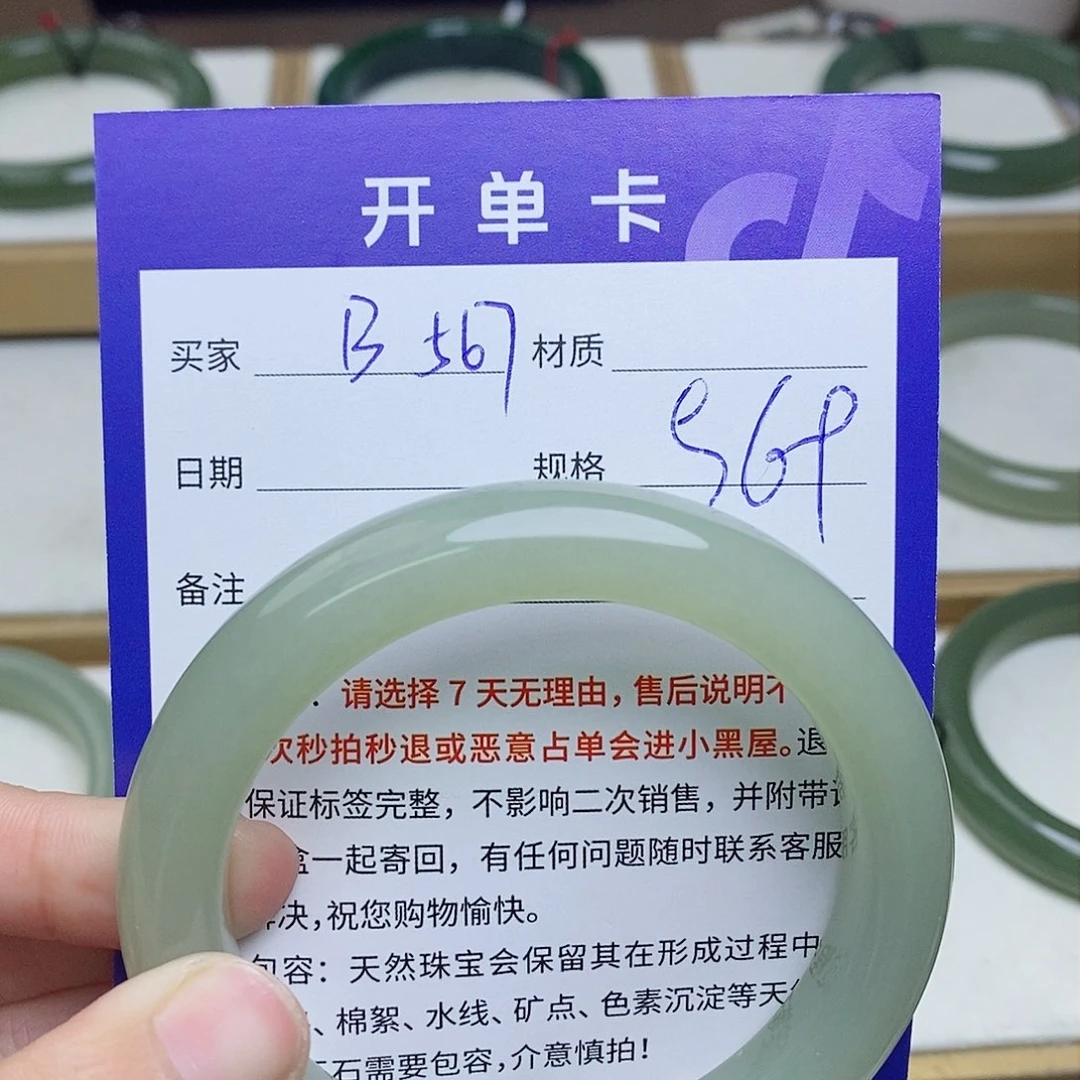 开单卡
买家 B 567 材质
日期 规格
备注
：请选择 7 天无理由，售后说明
次秒拍秒退或恶意占单会进小黑屋。退
保证标签完整，不影响二次销售，并附带
盒一起寄回，有任何问题随时联系客服
解决，祝您购物愉快。
包容：天然珠宝会保留其在形成过程中
、棉絮、水线、矿点、色素沉淀等天
石需要包容，介意慎拍！